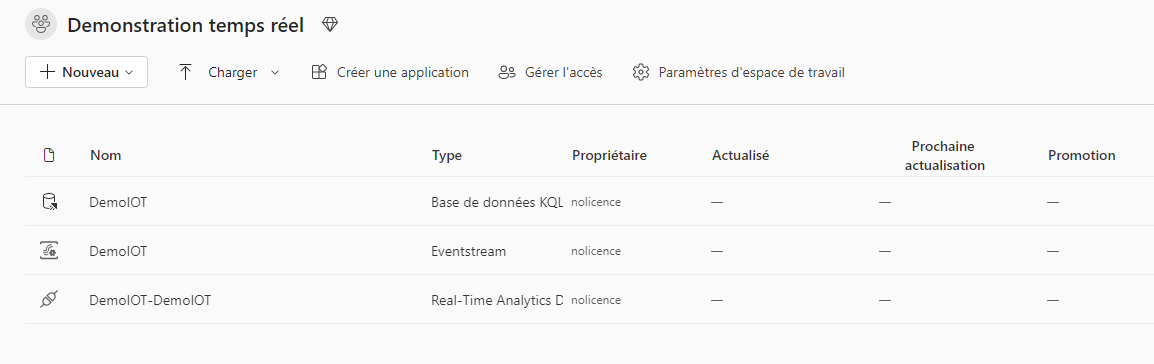 Demonstration temps réel
Nouveau Charger Créer une application Gérer l'accès Paramètres d'espace de travail
Nom Type Propriétaire Actualisé Prochaine actualisation Promotion
DemoIOT Base de données KQL nolicence — — —
DemoIOT Eventstream nolicence — — —
DemoIOT-DemoIOT Real-Time Analytics D nolicence — — —